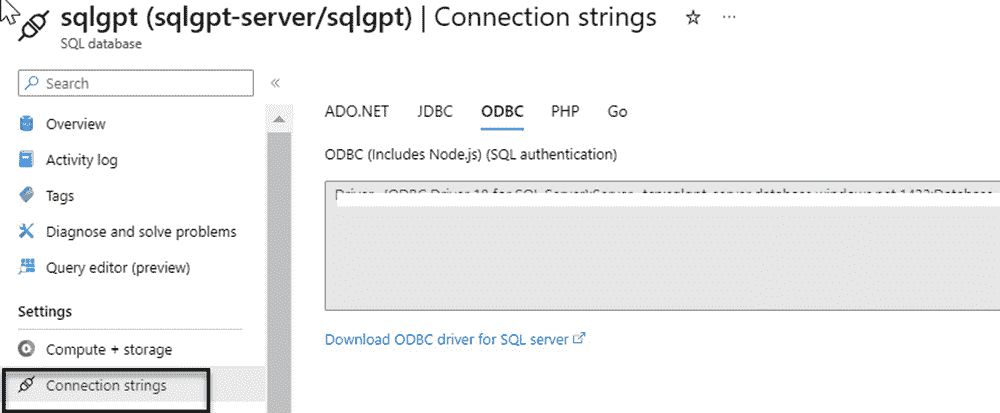 sqlgpt (sqlgpt-server/sqlgpt) | Connection strings
SQL database
Search
Overview
Activity log
Tags
Diagnose and solve problems
Query editor (preview)
Settings
Compute + storage
Connection strings
ADO.NET JDBC ODBC PHP Go
ODBC (Includes Node.js) (SQL authentication)
Download ODBC driver for SQL server